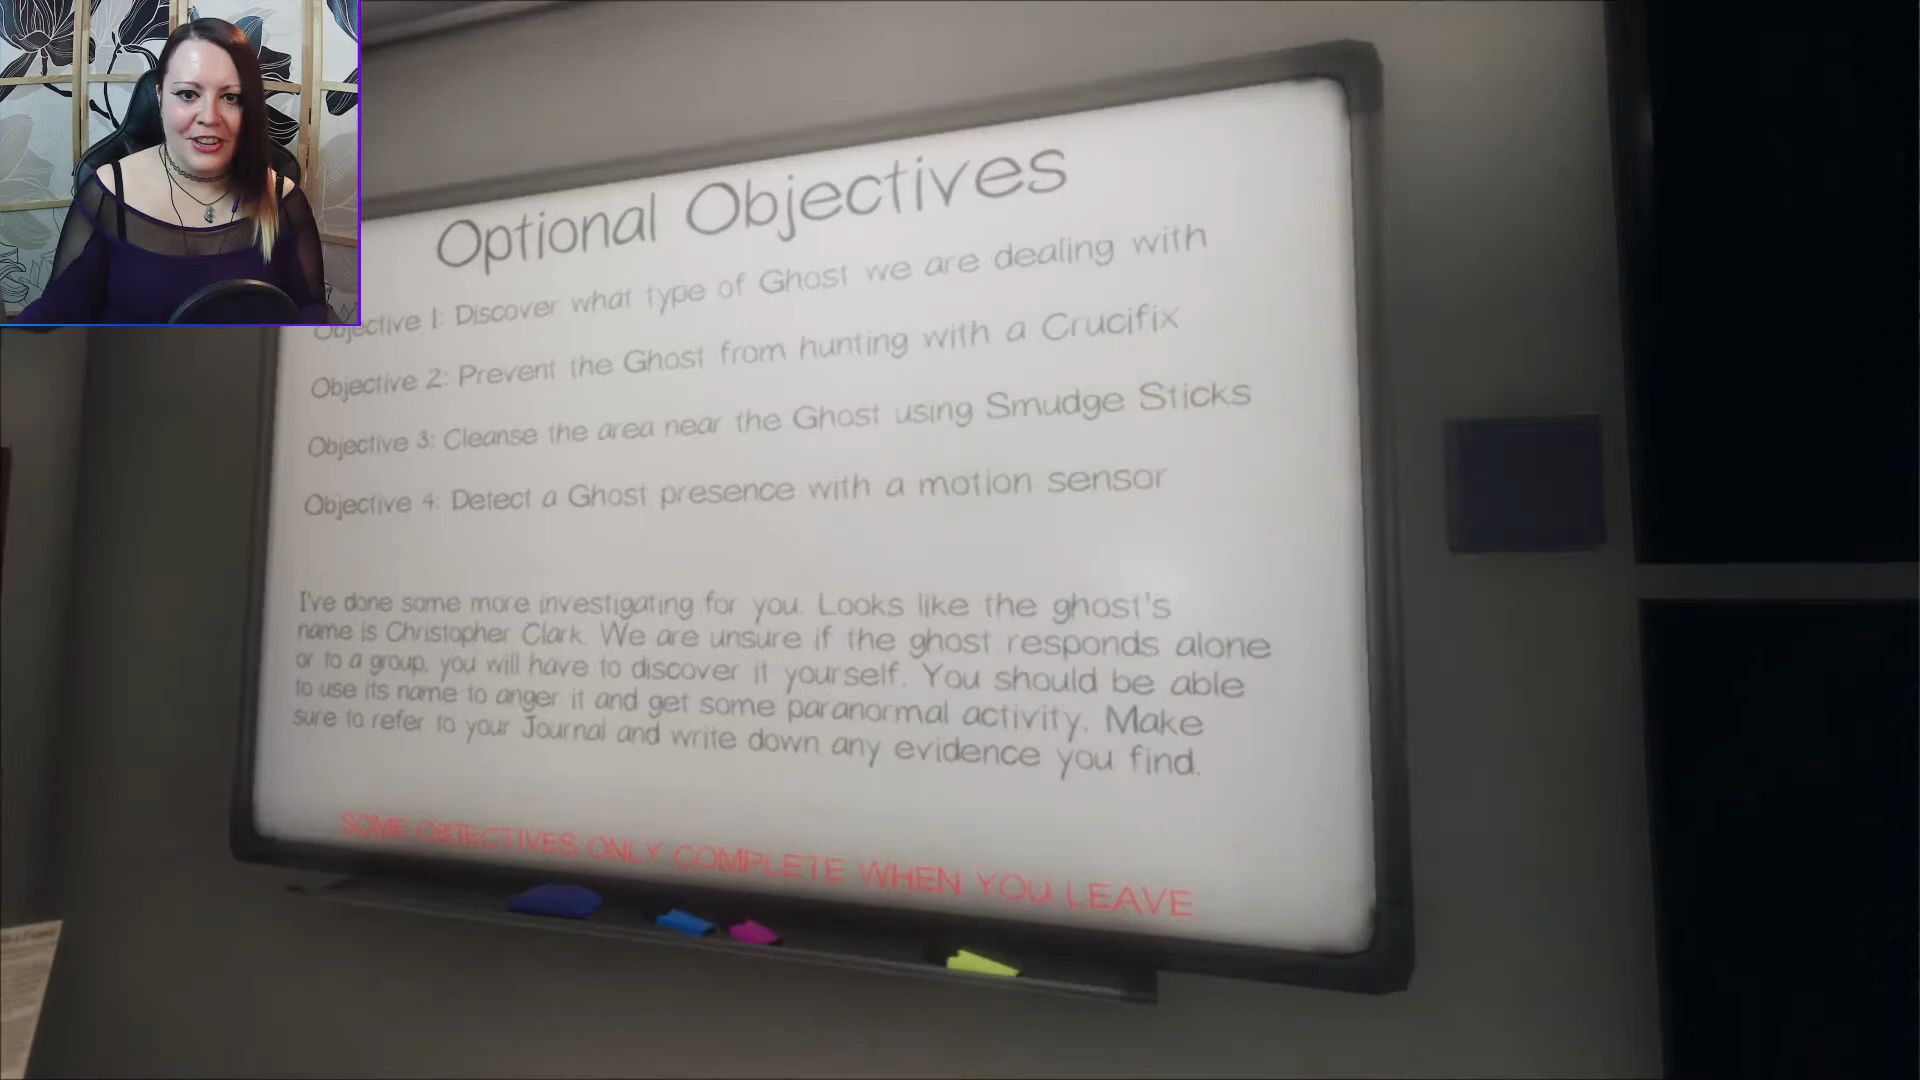 Optional Objectives
Objective 1: Discover what type of Ghost we are dealing with
Objective 2: Prevent the Ghost from hunting with a Crucifix
Objective 3: Cleanse the area near the Ghost using Smudge Sticks
Objective 4: Detect a Ghost presence with a motion sensor
I've done some more investigating for you. Looks like the ghost's
name is Christopher Clark. We are unsure if the ghost responds alone
or to a group, you will have to discover it yourself. You should be able
to use its name to anger it and get some paranormal activity. Make
sure to refer to your Journal and write down any evidence you find.
SOME OBJECTIVES ONLY COMPLETE WHEN YOU LEAVE